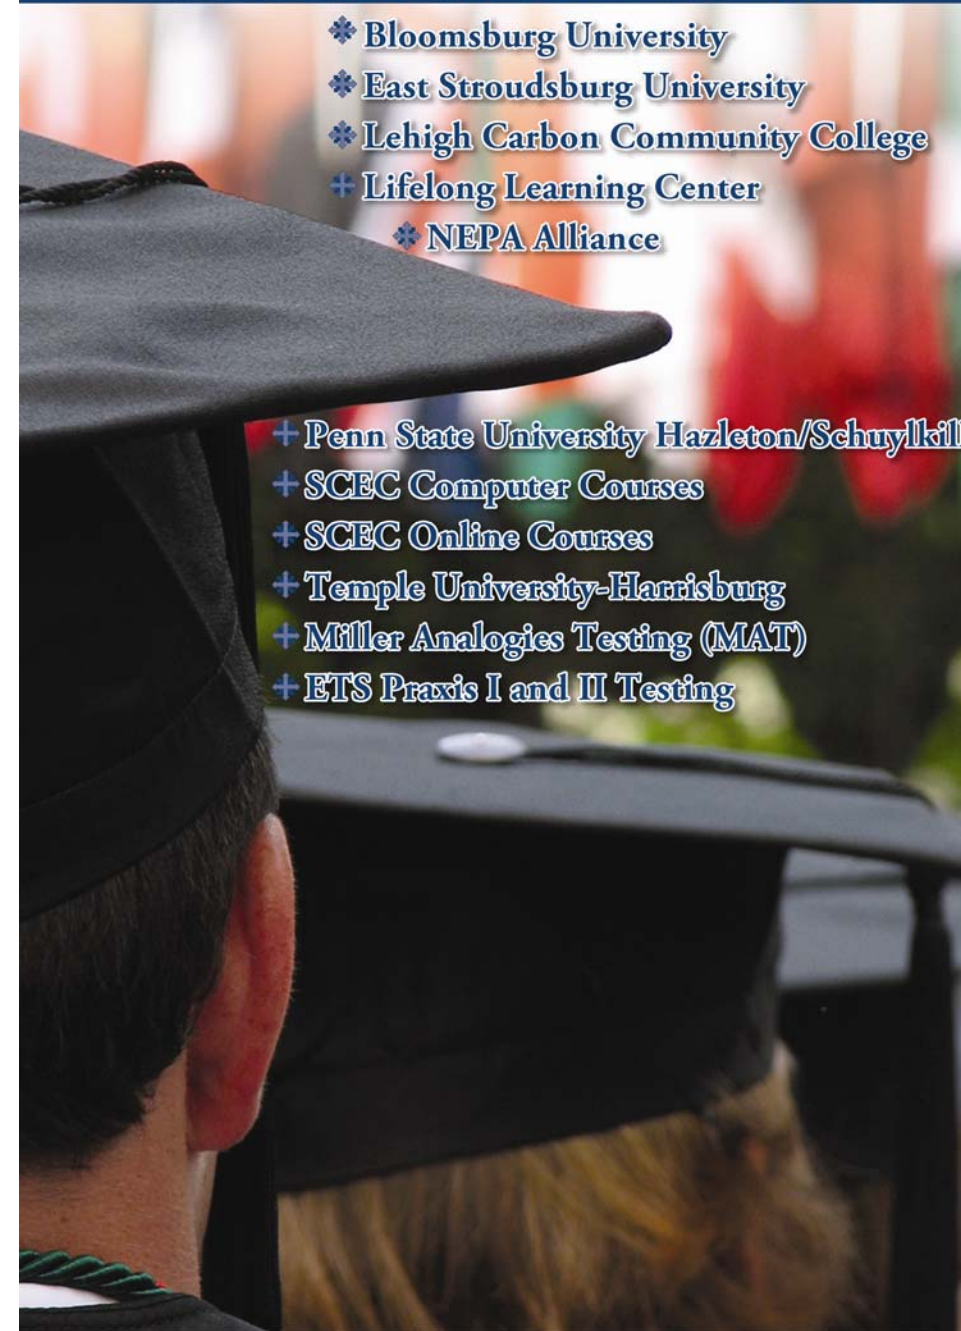 Bloomsburg University
East Stroudsburg University
Lehigh Carbon Community College
Lifelong Learning Center
NEPA Alliance
Penn State University Hazleton/Schuylkil
SCEC Computer Courses
SCEC Online Courses
Temple University-Harrisburg
Miller Analogies Testing (MAT)
ETS Praxis I and II Testing